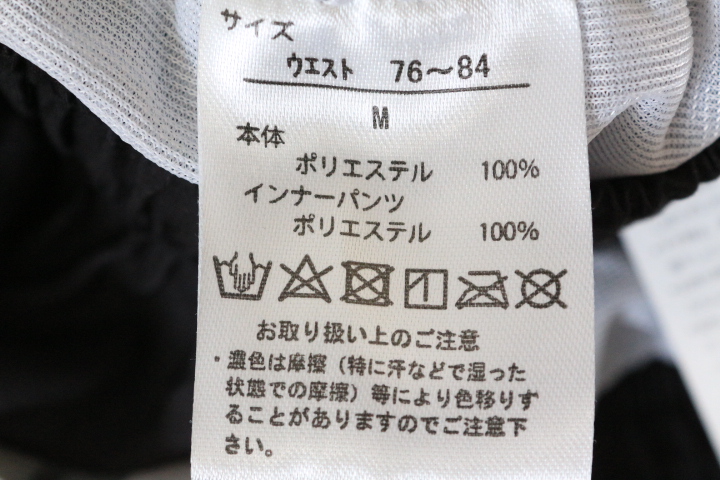 サイズ
ウエスト 76～84
M
本体
ポリエステル 100%
インナーパンツ
ポリエステル 100%
お取り扱い上のご注意
・濃色は摩擦（特に汗などで湿った
状態での摩擦）等により色移りす
ることがありますのでご注意下
さい。